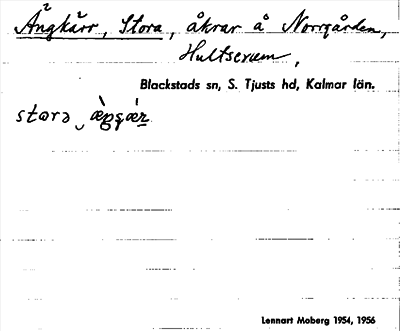 Ängkärr, Stora, åkrar å Norrgården,
Hultserum,
Blackstads sn, S. Tjusts hd, Kalmar län.
Lennart Moberg 1954, 1956